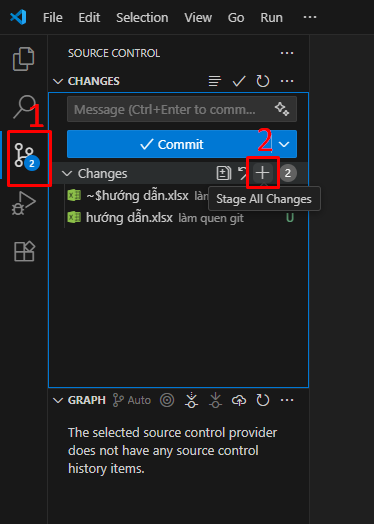 File Edit Selection View Go Run ···
SOURCE CONTROL ···
CHANGES ···
1
Message (Ctrl+Enter to comm...
2
Commit
2
Changes 2
~$hướng dẫn.xlsx làm
Stage All Changes
hướng dẫn.xlsx làm quen git U
GRAPH Auto ···
The selected source control provider
does not have any source control
history items.